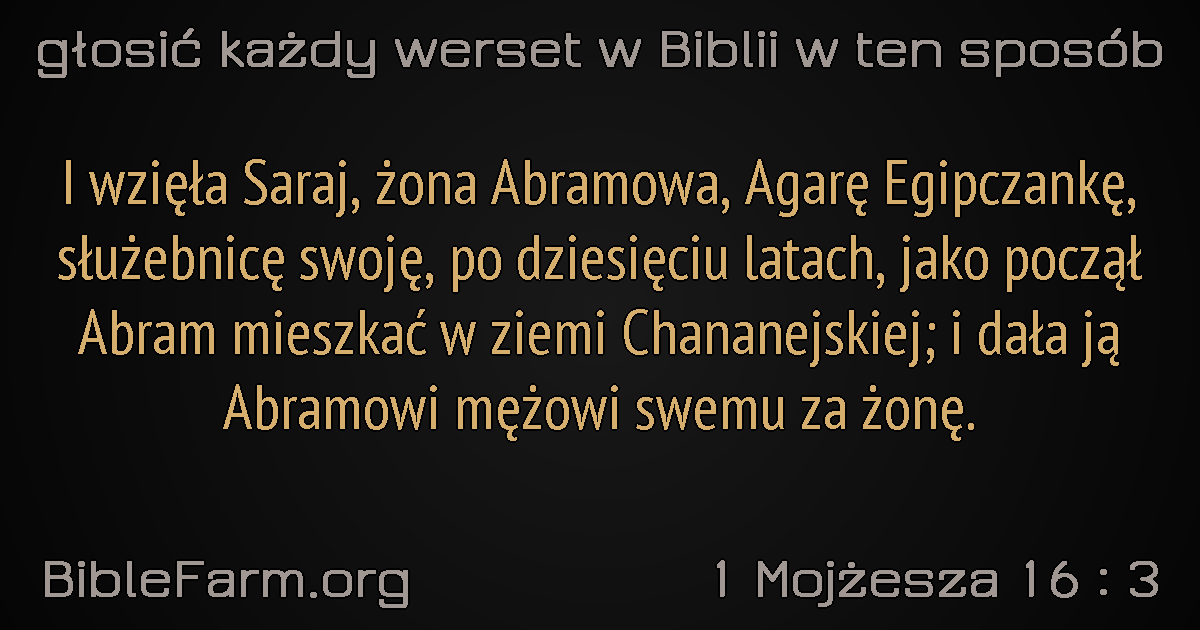 głosić każdy werset w Biblii w ten sposób
I wzięła Saraj, żona Abramowa, Agarę Egipczankę,
służebnicę swoję, po dziesięciu latach, jako począł
Abram mieszkać w ziemi Chananejskiej; i dała ją
Abramowi mężowi swemu za żonę.
BibleFarm.org
1 Mojżesza 16 : 3